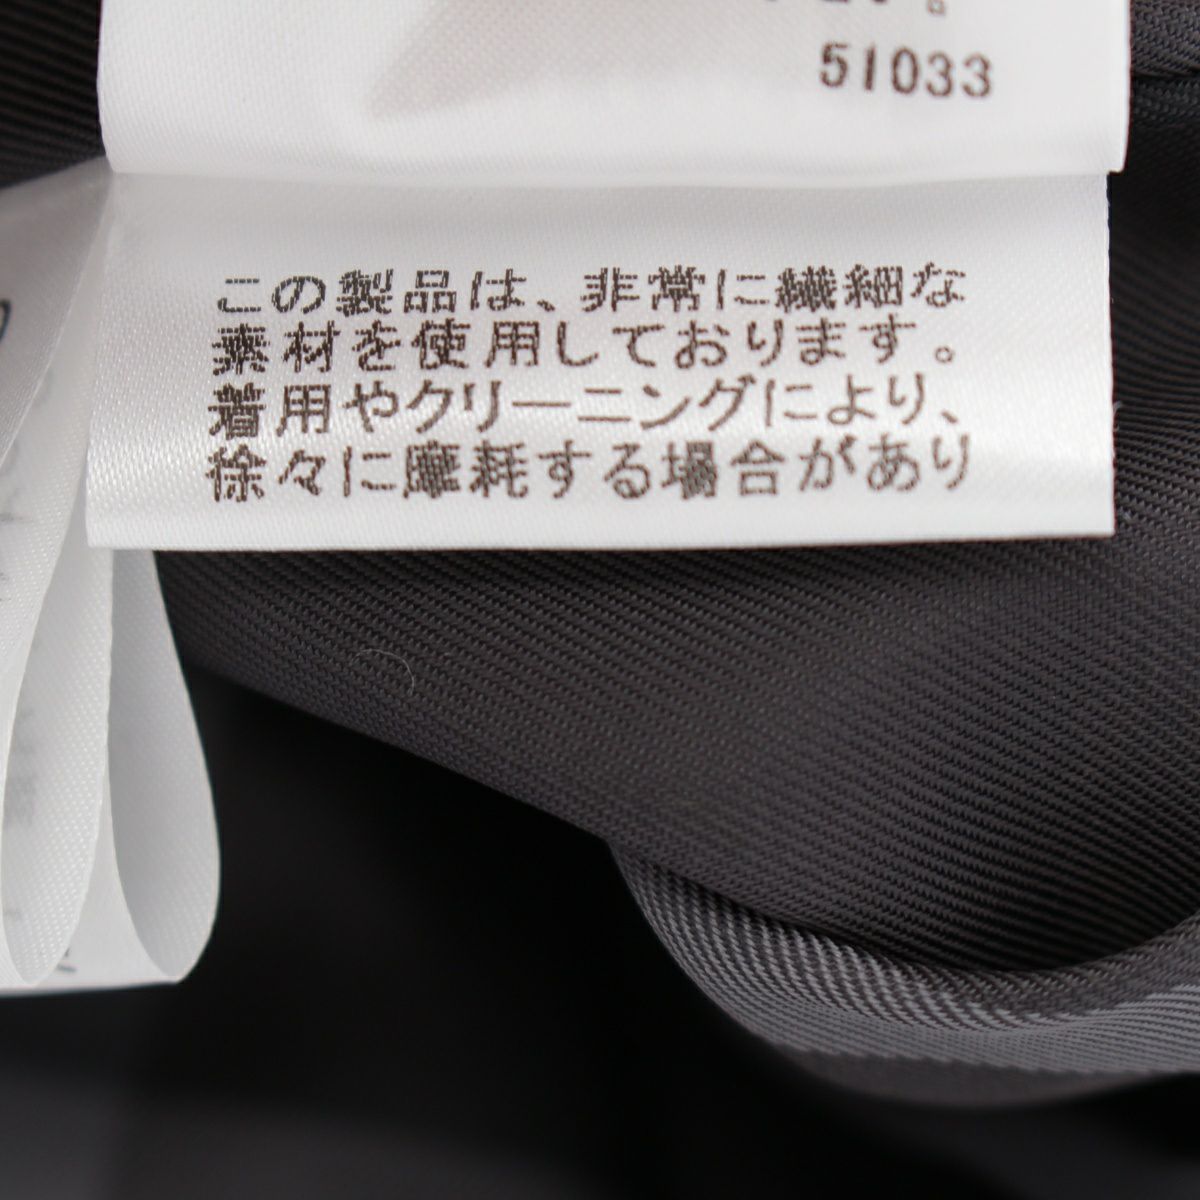 51033
この製品は、非常に繊細な
素材を使用しております。
着用やクリーニングにより、
徐々に磨耗する場合があり